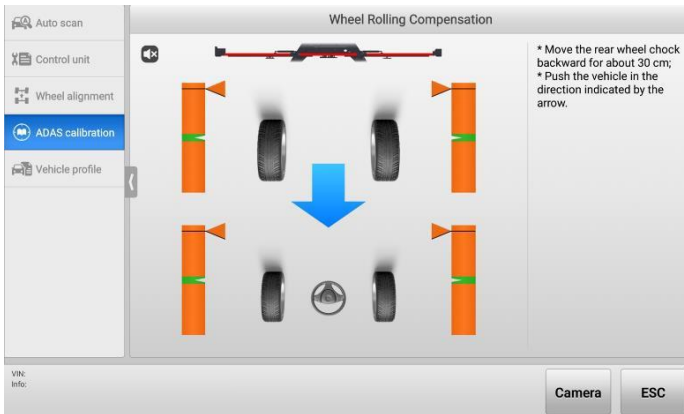 Wheel Rolling Compensation
Auto scan
Control unit
Wheel alignment
ADAS calibration
Vehicle profile
* Move the rear wheel chock
backward for about 30 cm;
* Push the vehicle in the
direction indicated by the
arrow.
VIN:
Info:
Camera
ESC